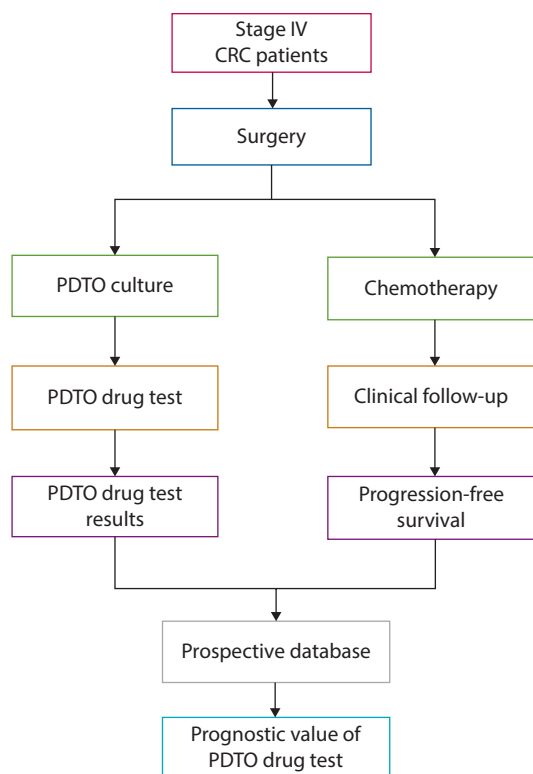 Stage IV
CRC patients
Surgery
PDTO culture
Chemotherapy
PDTO drug test
Clinical follow-up
PDTO drug test
results
Progression-free
survival
Prospective database
Prognostic value of
PDTO drug test